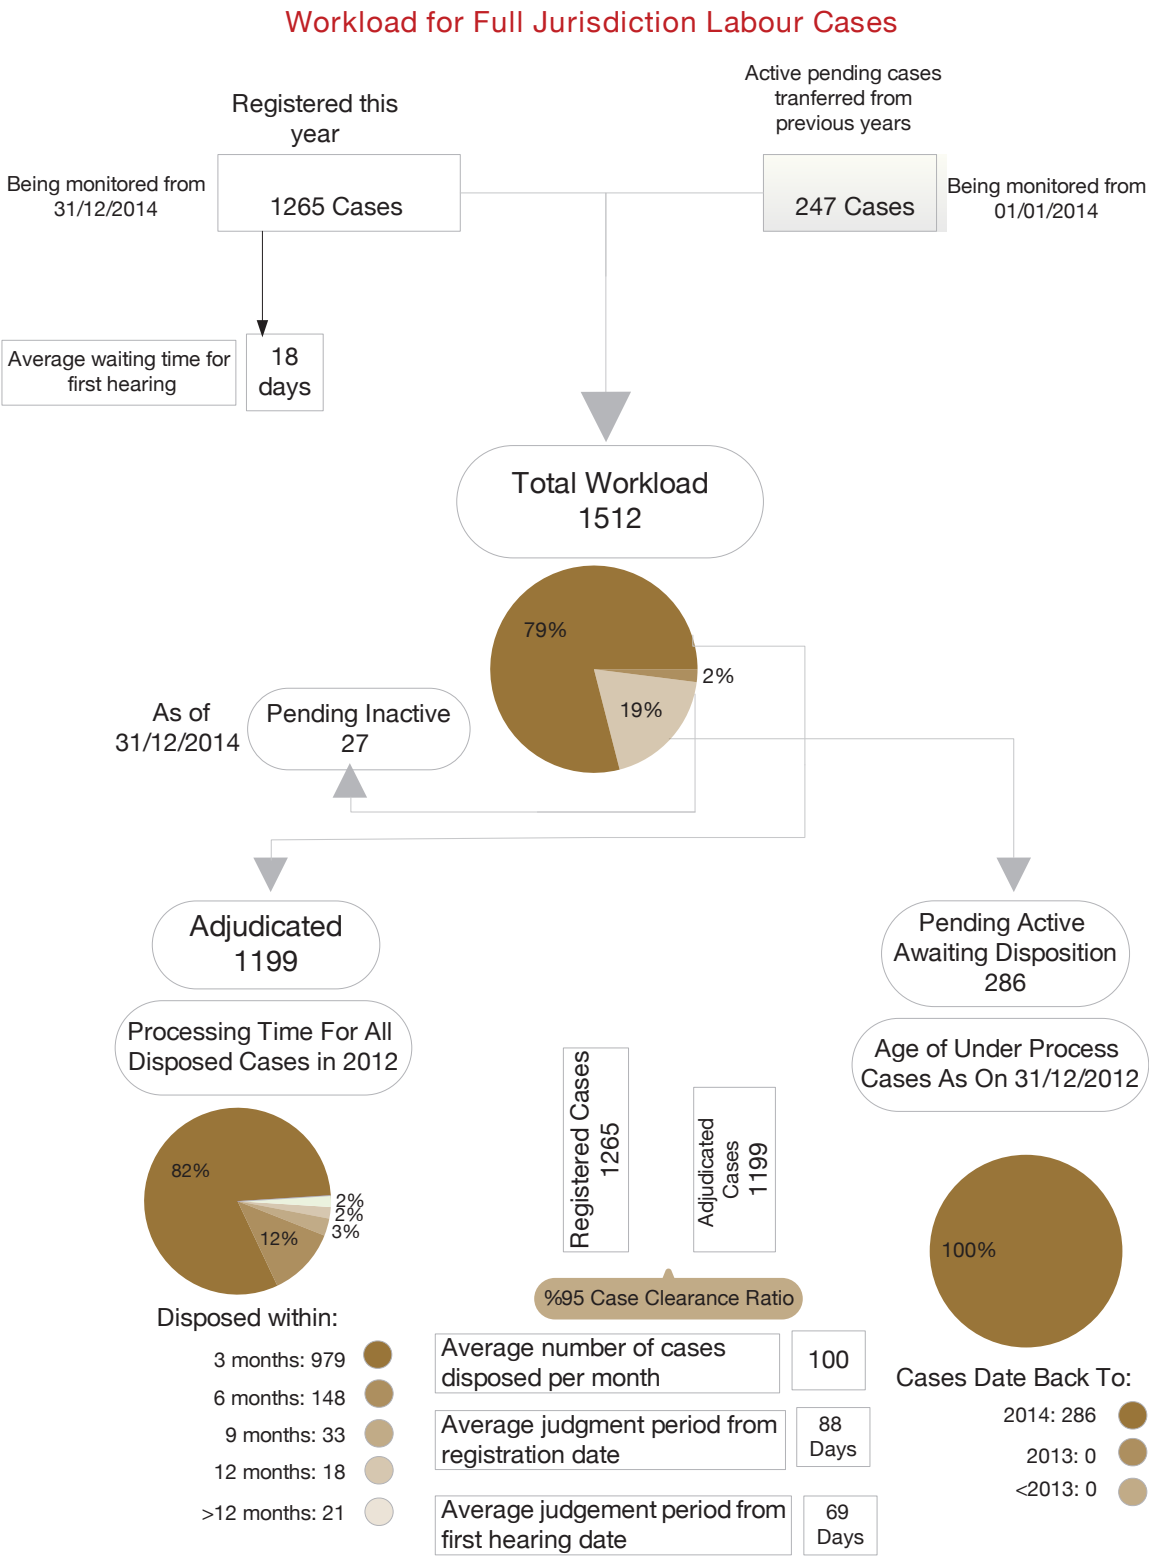 Workload for Full Jurisdiction Labour Cases
Registered this
year
Active pending cases
tranferred from
previous years
Being monitored from
31/12/2014
1265 Cases
247 Cases
Being monitored from
01/01/2014
Average waiting time for
first hearing
18
days
Total Workload
1512
79%
2%
19%
As of
31/12/2014
Pending Inactive
27
Adjudicated
1199
Pending Active
Awaiting Disposition
286
Processing Time For All
Disposed Cases in 2012
Age of Under Process
Cases As On 31/12/2012
82%
2%
2%
3%
12%
Registered Cases
1265
Adjudicated
Cases
1199
100%
%95 Case Clearance Ratio
Disposed within:
3 months: 979
6 months: 148
9 months: 33
12 months: 18
>12 months: 21
Average number of cases
disposed per month
100
Average judgment period from
registration date
88
Days
Average judgement period from
first hearing date
69
Days
Cases Date Back To:
2014: 286
2013: 0
<2013: 0